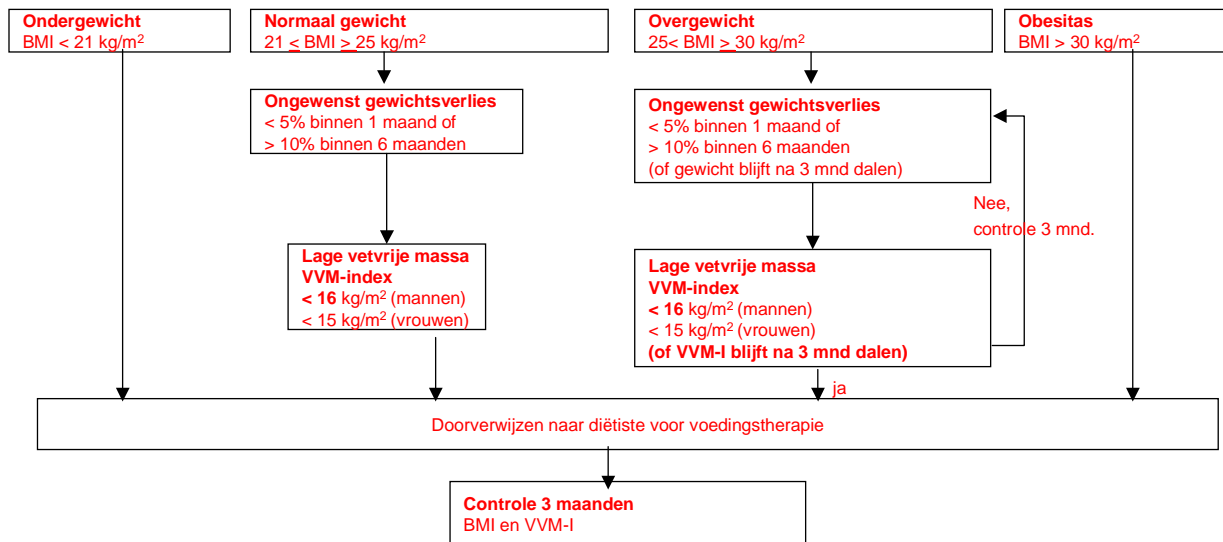 Ondergewicht
BMI < 21 kg/m²
Normaal gewicht
21 ≤ BMI ≥ 25 kg/m²
Overgewicht
25< BMI ≥ 30 kg/m²
Obesitas
BMI > 30 kg/m²
Ongewenst gewichtsverlies
< 5% binnen 1 maand of
> 10% binnen 6 maanden
Ongewenst gewichtsverlies
< 5% binnen 1 maand of
> 10% binnen 6 maanden
(of gewicht blijft na 3 mnd dalen)
Nee,
controle 3 mnd.
Lage vetvrije massa
VVM-index
< 16 kg/m² (mannen)
< 15 kg/m² (vrouwen)
Lage vetvrije massa
VVM-index
< 16 kg/m² (mannen)
< 15 kg/m² (vrouwen)
(of VVM-I blijft na 3 mnd dalen)
ja
Doorverwijzen naar diëtiste voor voedingstherapie
Controle 3 maanden
BMI en VVM-I